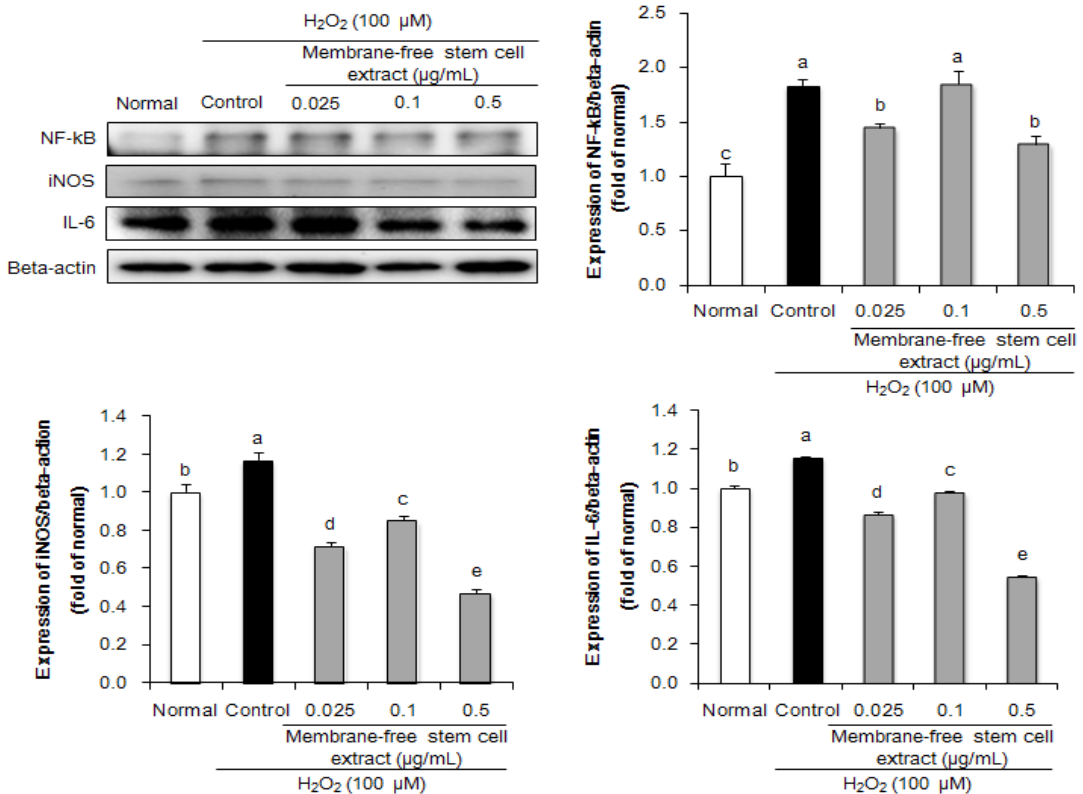 H₂O₂ (100 µM)
Membrane-free stem cell
extract (µg/mL)
Normal Control 0.025 0.1 0.5
NF-kB
iNOS
IL-6
Beta-actin
Expression of NF-kB/beta-actin
(fold of normal)
2.5
2.0
1.5
1.0
0.5
0.0
c
a
b
a
b
Normal Control 0.025 0.1 0.5
Membrane-free stem cell
extract (µg/mL)
H₂O₂ (100 µM)
Expression of iNOS/beta-action
(fold of normal)
1.4
1.2
1.0
0.8
0.6
0.4
0.2
0.0
b
a
d
c
e
Normal Control 0.025 0.1 0.5
Membrane-free stem cell
extract (µg/mL)
H₂O₂ (100 µM)
Expression of IL-6/beta-actin
(fold of normal)
1.4
1.2
1.0
0.8
0.6
0.4
0.2
0.0
b
a
d
c
e
Normal Control 0.025 0.1 0.5
Membrane-free stem cell
extract (µg/mL)
H₂O₂ (100 µM)